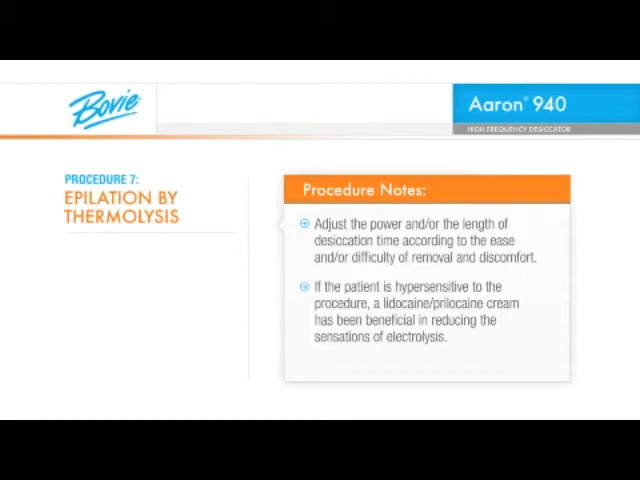 Bovie®
Aaron® 940
HIGH FREQUENCY DESICCATOR
PROCEDURE 7:
EPILATION BY
THERMOLYSIS
Procedure Notes:
Adjust the power and/or the length of
desiccation time according to the ease
and/or difficulty of removal and discomfort.
If the patient is hypersensitive to the
procedure, a lidocaine/prilocaine cream
has been beneficial in reducing the
sensations of electrolysis.